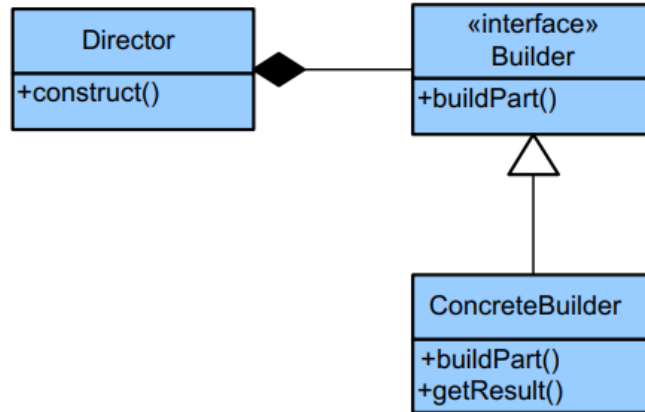 Director
+construct()
«interface»
Builder
+buildPart()
ConcreteBuilder
+buildPart()
+getResult()